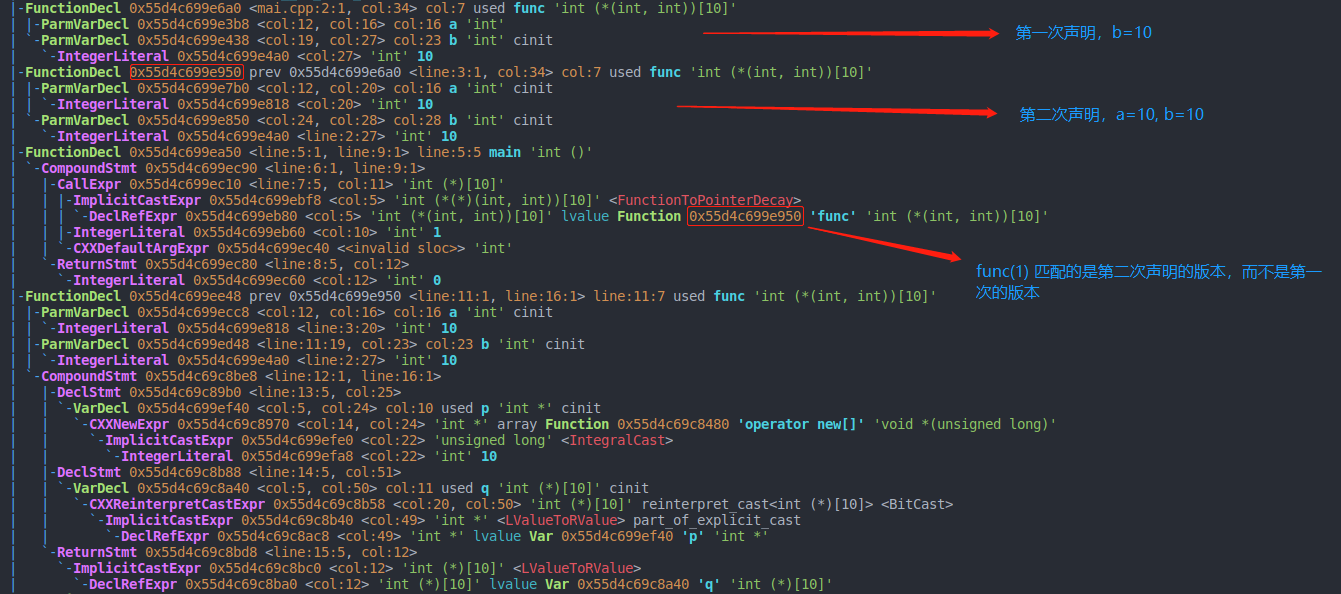 |-FunctionDecl 0x55d4c699e6a0 <mai.cpp:2:1, col:34> col:7 used func 'int (*(int, int))[10]'
| |-ParmVarDecl 0x55d4c699e3b8 <col:12, col:16> col:16 a 'int'
第一次声明，b=10
| `-ParmVarDecl 0x55d4c699e438 <col:19, col:27> col:23 b 'int' cinit
|   `-IntegerLiteral 0x55d4c699e4a0 <col:27> 'int' 10
|-FunctionDecl 0x55d4c699e950 prev 0x55d4c699e6a0 <line:3:1, col:34> col:7 used func 'int (*(int, int))[10]'
| |-ParmVarDecl 0x55d4c699e7b0 <col:12, col:20> col:16 a 'int' cinit
| | `-IntegerLiteral 0x55d4c699e818 <col:20> 'int' 10
第二次声明，a=10, b=10
| `-ParmVarDecl 0x55d4c699e850 <col:24, col:28> col:28 b 'int' cinit
|   `-IntegerLiteral 0x55d4c699e4a0 <line:2:27> 'int' 10
|-FunctionDecl 0x55d4c699ea50 <line:5:1, line:9:1> line:5:5 main 'int ()'
| `-CompoundStmt 0x55d4c699ec90 <line:6:1, line:9:1>
|   |-CallExpr 0x55d4c699ec10 <line:7:5, col:11> 'int (*)[10]'
|   | |-ImplicitCastExpr 0x55d4c699ebf8 <col:5> 'int (*(*)(int, int))[10]' <FunctionToPointerDecay>
|   | | `-DeclRefExpr 0x55d4c699eb80 <col:5> 'int (*(int, int))[10]' lvalue Function 0x55d4c699e950 'func' 'int (*(int, int))[10]'
|   | |-IntegerLiteral 0x55d4c699eb60 <col:10> 'int' 1
|   | `-CXXDefaultArgExpr 0x55d4c699ec40 <<invalid sloc>> 'int'
|   `-ReturnStmt 0x55d4c699ec80 <line:8:5, col:12>
func(1) 匹配的是第二次声明的版本，而不是第一
次的版本
|     `-IntegerLiteral 0x55d4c699ec60 <col:12> 'int' 0
|-FunctionDecl 0x55d4c699ee48 prev 0x55d4c699e950 <line:11:1, line:16:1> line:11:7 used func 'int (*(int, int))[10]'
| |-ParmVarDecl 0x55d4c699ecc8 <col:12, col:16> col:16 a 'int' cinit
| | `-IntegerLiteral 0x55d4c699e818 <line:3:20> 'int' 10
| |-ParmVarDecl 0x55d4c699ed48 <line:11:19, col:23> col:23 b 'int' cinit
| | `-IntegerLiteral 0x55d4c699e4a0 <line:2:27> 'int' 10
| `-CompoundStmt 0x55d4c69c8be8 <line:12:1, line:16:1>
|   |-DeclStmt 0x55d4c69c89b0 <line:13:5, col:25>
|   | `-VarDecl 0x55d4c699ef40 <col:5, col:24> col:10 used p 'int *' cinit
|   |   `-CXXNewExpr 0x55d4c69c8970 <col:14, col:24> 'int *' array Function 0x55d4c69c8480 'operator new[]' 'void *(unsigned long)'
|   |     `-ImplicitCastExpr 0x55d4c699efe0 <col:22> 'unsigned long' <IntegralCast>
|   |       `-IntegerLiteral 0x55d4c699efa8 <col:22> 'int' 10
|   |-DeclStmt 0x55d4c69c8b88 <line:14:5, col:51>
|   | `-VarDecl 0x55d4c69c8a40 <col:5, col:50> col:11 used q 'int (*)[10]' cinit
|   |   `-CXXReinterpretCastExpr 0x55d4c69c8b58 <col:20, col:50> 'int (*)[10]' reinterpret_cast<int (*)[10]> <BitCast>
|   |     `-ImplicitCastExpr 0x55d4c69c8b40 <col:49> 'int *' <LValueToRValue> part_of_explicit_cast
|   |       `-DeclRefExpr 0x55d4c69c8ac8 <col:49> 'int *' lvalue Var 0x55d4c699ef40 'p' 'int *'
|   `-ReturnStmt 0x55d4c69c8bd8 <line:15:5, col:12>
|     `-ImplicitCastExpr 0x55d4c69c8bc0 <col:12> 'int (*)[10]' <LValueToRValue>
|       `-DeclRefExpr 0x55d4c69c8ba0 <col:12> 'int (*)[10]' lvalue Var 0x55d4c69c8a40 'q' 'int (*)[10]'